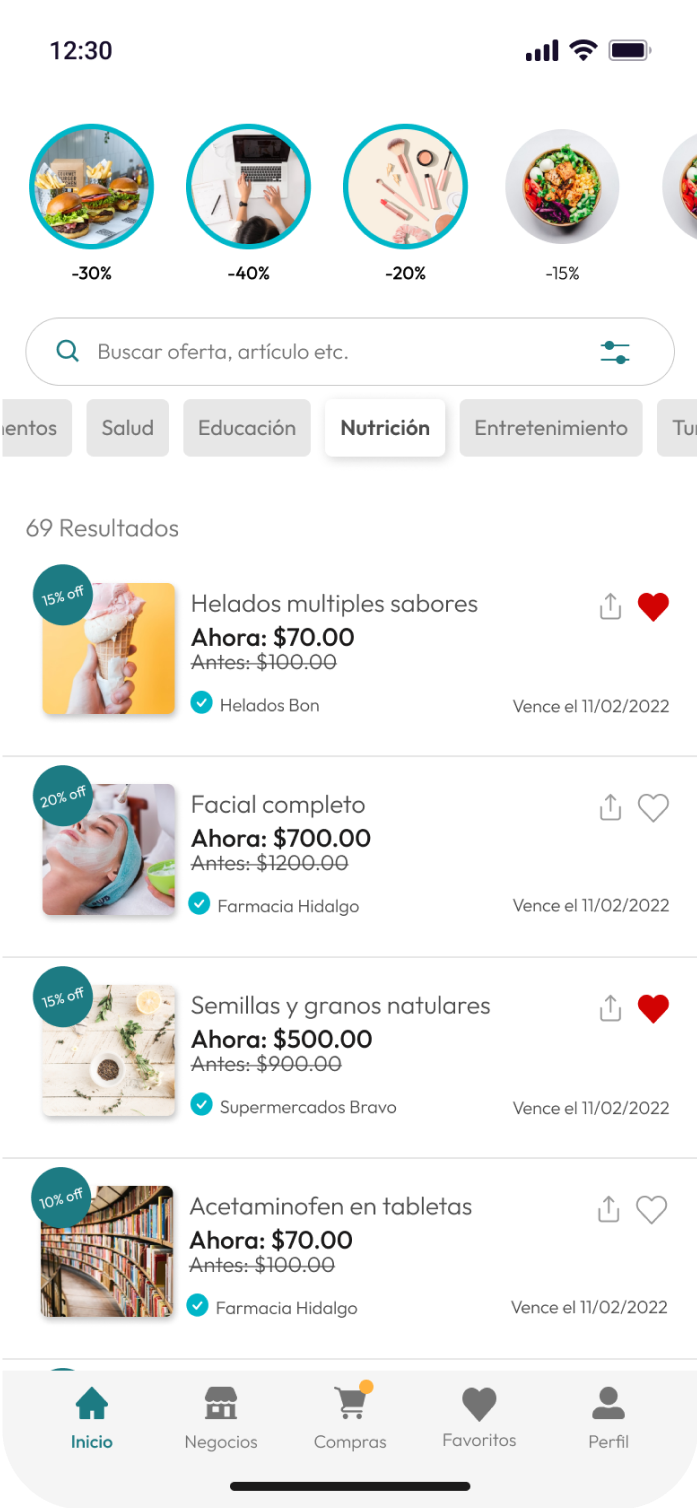 12:30
-30%
-40%
-20%
-15%
Buscar oferta, artículo etc.
entos
Salud
Educación
Nutrición
Entretenimiento
Tu
69 Resultados
15% off
Helados multiples sabores
Ahora: $70.00
Antes: $100.00
Helados Bon
Vence el 11/02/2022
20% off
Facial completo
Ahora: $700.00
Antes: $1200.00
Farmacia Hidalgo
Vence el 11/02/2022
15% off
Semillas y granos natulares
Ahora: $500.00
Antes: $900.00
Supermercados Bravo
Vence el 11/02/2022
10% off
Acetaminofen en tabletas
Ahora: $70.00
Antes: $100.00
Farmacia Hidalgo
Vence el 11/02/2022
Inicio
Negocios
Compras
Favoritos
Perfil